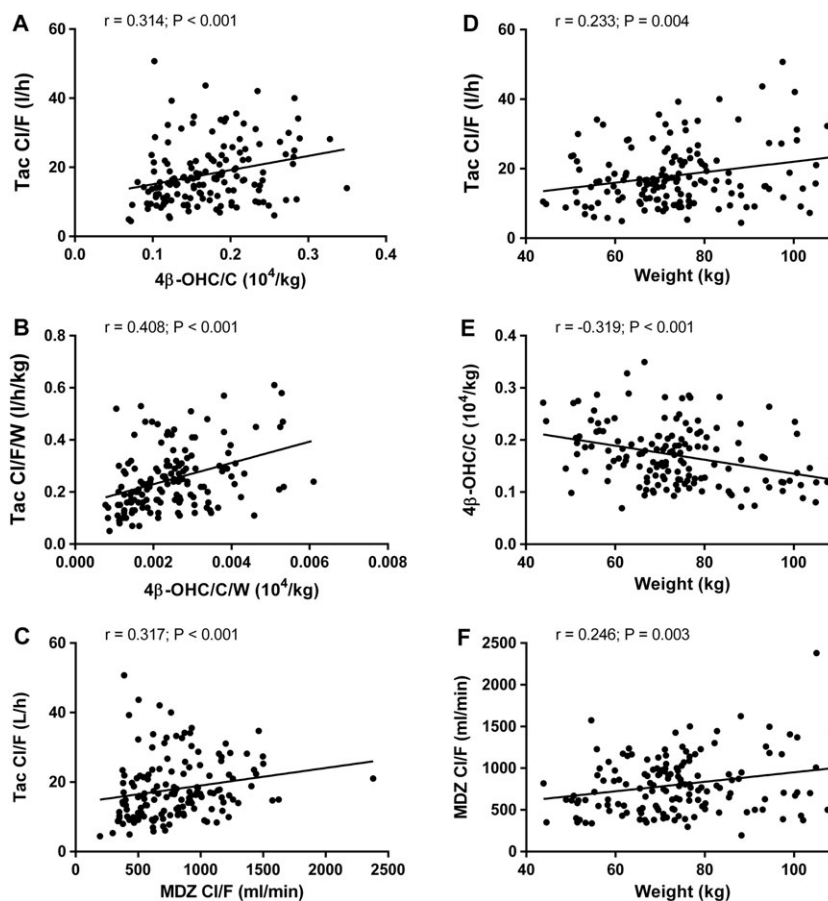 A
r = 0.314; P < 0.001
Tac Cl/F (l/h)
60
40
20
0
0.0 0.1 0.2 0.3 0.4
4β-OHC/C (10⁴/kg)
D
r = 0.233; P = 0.004
Tac Cl/F (l/h)
60
40
20
0
40 60 80 100
Weight (kg)
B
r = 0.408; P < 0.001
Tac Cl/F/W (l/h/kg)
0.8
0.6
0.4
0.2
0.0
0.000 0.002 0.004 0.006 0.008
4β-OHC/C/W (10⁴/kg)
E
r = -0.319; P < 0.001
4β-OHC/C (10⁴/kg)
0.4
0.3
0.2
0.1
0.0
40 60 80 100
Weight (kg)
C
r = 0.317; P < 0.001
Tac Cl/F (L/h)
60
40
20
0
0 500 1000 1500 2000 2500
MDZ Cl/F (ml/min)
F
r = 0.246; P = 0.003
MDZ Cl/F (ml/min)
2500
2000
1500
1000
500
0
40 60 80 100
Weight (kg)